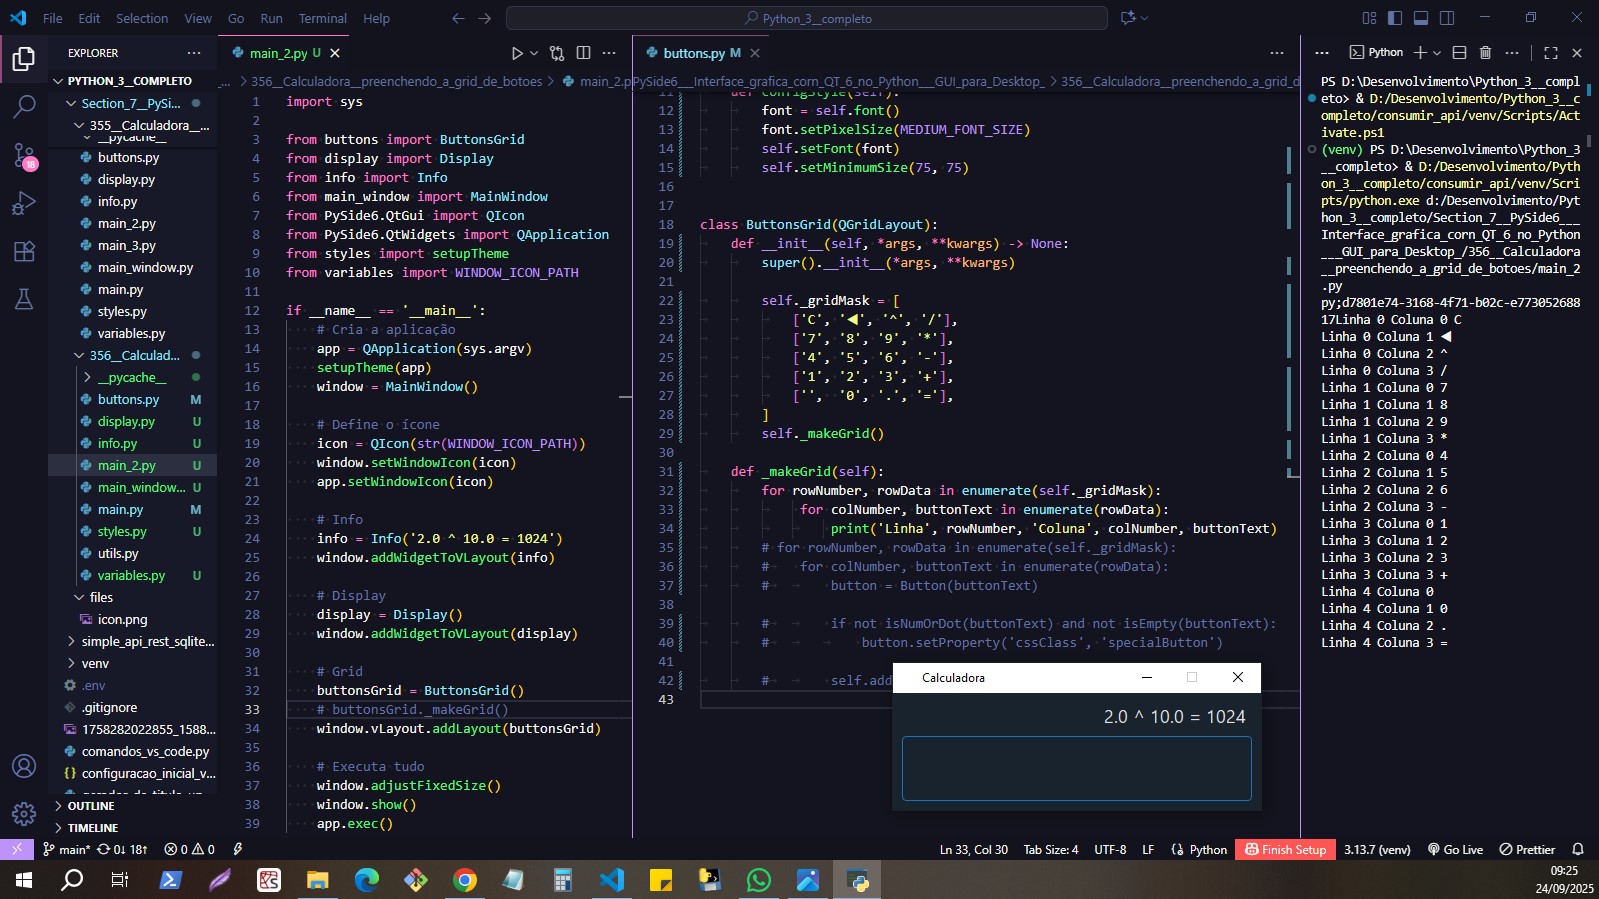 File Edit Selection View Go Run Terminal Help
Python_3__completo
EXPLORER
PYTHON_3__COMPLETO
Section_7__PySi...
355__Calculadora__...
__pycache__
buttons.py
display.py
info.py
main_2.py
main_3.py
main_window.py
main.py
styles.py
variables.py
356__Calculad...
__pycache__
buttons.py M
display.py U
info.py U
main_2.py U
main_window... U
main.py M
styles.py U
utils.py
variables.py U
files
icon.png
simple_api_rest_sqlite...
venv
.env
.gitignore
1758282022855_1588...
comandos_vs_code.py
configuracao_inicial_v...
OUTLINE
TIMELINE
main_2.py U
... > 356__Calculadora__preenchendo_a_grid_de_botoes > main_2.p
1 import sys
2
3 from buttons import ButtonsGrid
4 from display import Display
5 from info import Info
6 from main_window import MainWindow
7 from PySide6.QtGui import QIcon
8 from PySide6.QtWidgets import QApplication
9 from styles import setupTheme
10 from variables import WINDOW_ICON_PATH
11
12 if __name__ == '__main__':
13 # Cria a aplicação
14 app = QApplication(sys.argv)
15 setupTheme(app)
16 window = MainWindow()
17
18 # Define o ícone
19 icon = QIcon(str(WINDOW_ICON_PATH))
20 window.setWindowIcon(icon)
21 app.setWindowIcon(icon)
22
23 # Info
24 info = Info('2.0 ^ 10.0 = 1024')
25 window.addWidgetToVLayout(info)
26
27 # Display
28 display = Display()
29 window.addWidgetToVLayout(display)
30
31 # Grid
32 buttonsGrid = ButtonsGrid()
33 # buttonsGrid._makeGrid()
34 window.vLayout.addLayout(buttonsGrid)
35
36 # Executa tudo
37 window.adjustFixedSize()
38 window.show()
39 app.exec()
buttons.py M
PySide6___Interface_grafica_corn_QT_6_no_Python___GUI_para_Desktop_ > 356__Calculadora__preenchendo_a_grid_d
11 def configStyle(self):
12 font = self.font()
13 font.setPixelSize(MEDIUM_FONT_SIZE)
14 self.setFont(font)
15 self.setMinimumSize(75, 75)
16
17
18 class ButtonsGrid(QGridLayout):
19 def __init__(self, *args, **kwargs) -> None:
20 super().__init__(*args, **kwargs)
21
22 self._gridMask = [
23 ['C', '◀', '^', '/'],
24 ['7', '8', '9', '*'],
25 ['4', '5', '6', '-'],
26 ['1', '2', '3', '+'],
27 ['', '0', '.', '='],
28 ]
29 self._makeGrid()
30
31 def _makeGrid(self):
32 for rowNumber, rowData in enumerate(self._gridMask):
33 for colNumber, buttonText in enumerate(rowData):
34 print('Linha', rowNumber, 'Coluna', colNumber, buttonText)
35 # for rowNumber, rowData in enumerate(self._gridMask):
36 # for colNumber, buttonText in enumerate(rowData):
37 # button = Button(buttonText)
38
39 # if not isNumOrDot(buttonText) and not isEmpty(buttonText):
40 # button.setProperty('cssClass', 'specialButton')
41
42 # self.add
43
Calculadora
2.0 ^ 10.0 = 1024
Python
PS D:\Desenvolvimento\Python_3__compl
eto> & D:/Desenvolvimento/Python_3__c
ompleto/consumir_api/venv/Scripts/Act
ivate.ps1
(venv) PS D:\Desenvolvimento\Python_3
__completo> & D:/Desenvolvimento/Pyth
on_3__completo/consumir_api/venv/Scri
pts/python.exe d:/Desenvolvimento/Pyt
hon_3__completo/Section_7__PySide6___
Interface_grafica_corn_QT_6_no_Python
___GUI_para_Desktop_/356__Calculadora
__preenchendo_a_grid_de_botoes/main_2
.py
py;d7801e74-3168-4f71-b02c-e773052688
17Linha 0 Coluna 0 C
Linha 0 Coluna 1 ◀
Linha 0 Coluna 2 ^
Linha 0 Coluna 3 /
Linha 1 Coluna 0 7
Linha 1 Coluna 1 8
Linha 1 Coluna 2 9
Linha 1 Coluna 3 *
Linha 2 Coluna 0 4
Linha 2 Coluna 1 5
Linha 2 Coluna 2 6
Linha 2 Coluna 3 -
Linha 3 Coluna 0 1
Linha 3 Coluna 1 2
Linha 3 Coluna 2 3
Linha 3 Coluna 3 +
Linha 4 Coluna 0
Linha 4 Coluna 1 0
Linha 4 Coluna 2 .
Linha 4 Coluna 3 =
18
main* 0↓ 18↑ 0 0
Ln 33, Col 30 Tab Size: 4 UTF-8 LF Python Finish Setup 3.13.7 (venv) Go Live Prettier
09:25
24/09/2025